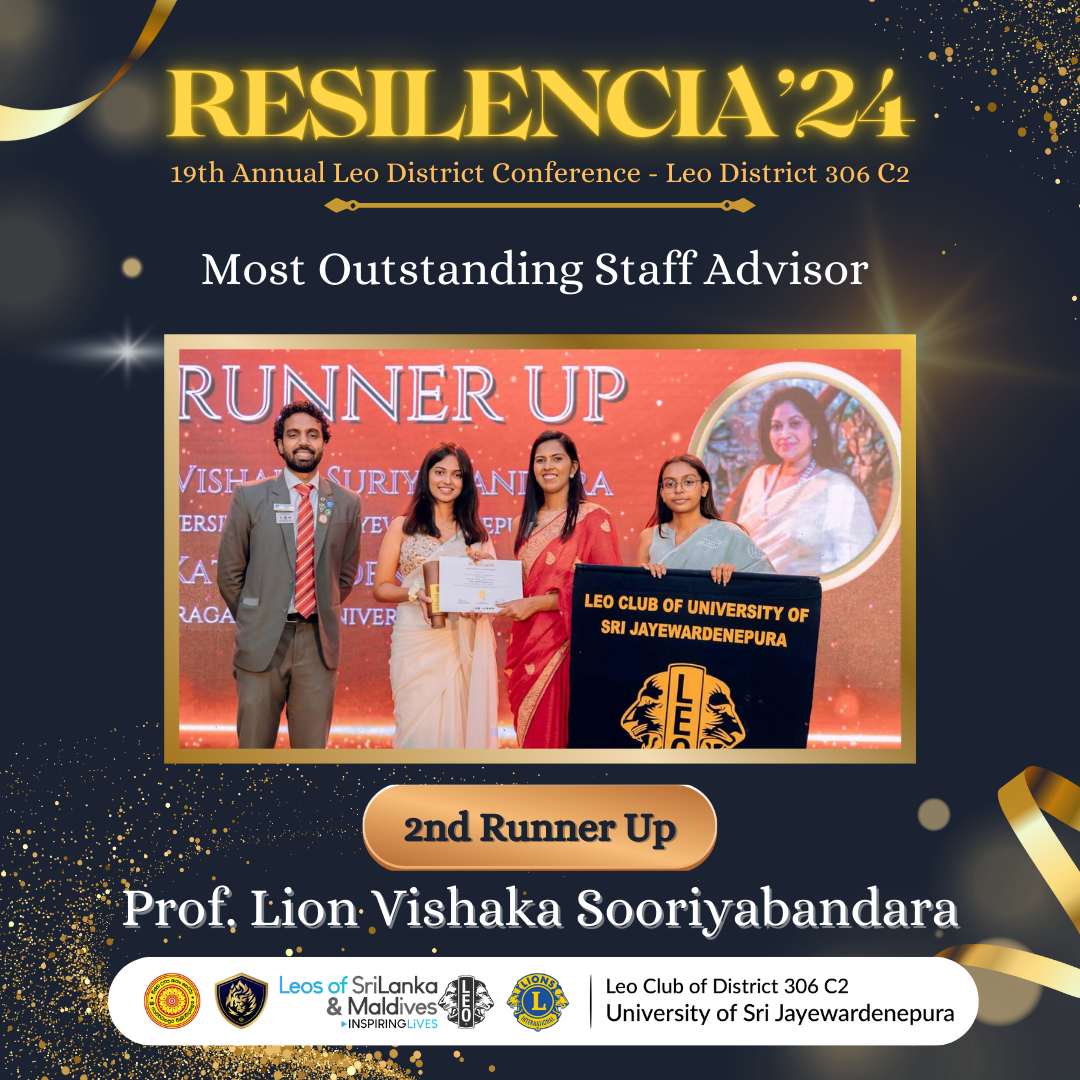 RESILENCIA'24
19th Annual Leo District Conference - Leo District 306 C2
Most Outstanding Staff Advisor
RUNNER UP
LEO CLUB OF UNIVERSITY OF
SRI JAYEWARDENEPURA
LEO
2nd Runner Up
Prof. Lion Vishaka Sooriyabandara
Leos of SriLanka
& Maldives
INSPIRING LIVES
LEO
LIONS
L
INTERNATIONAL
Leo Club of District 306 C2
University of Sri Jayewardenepura